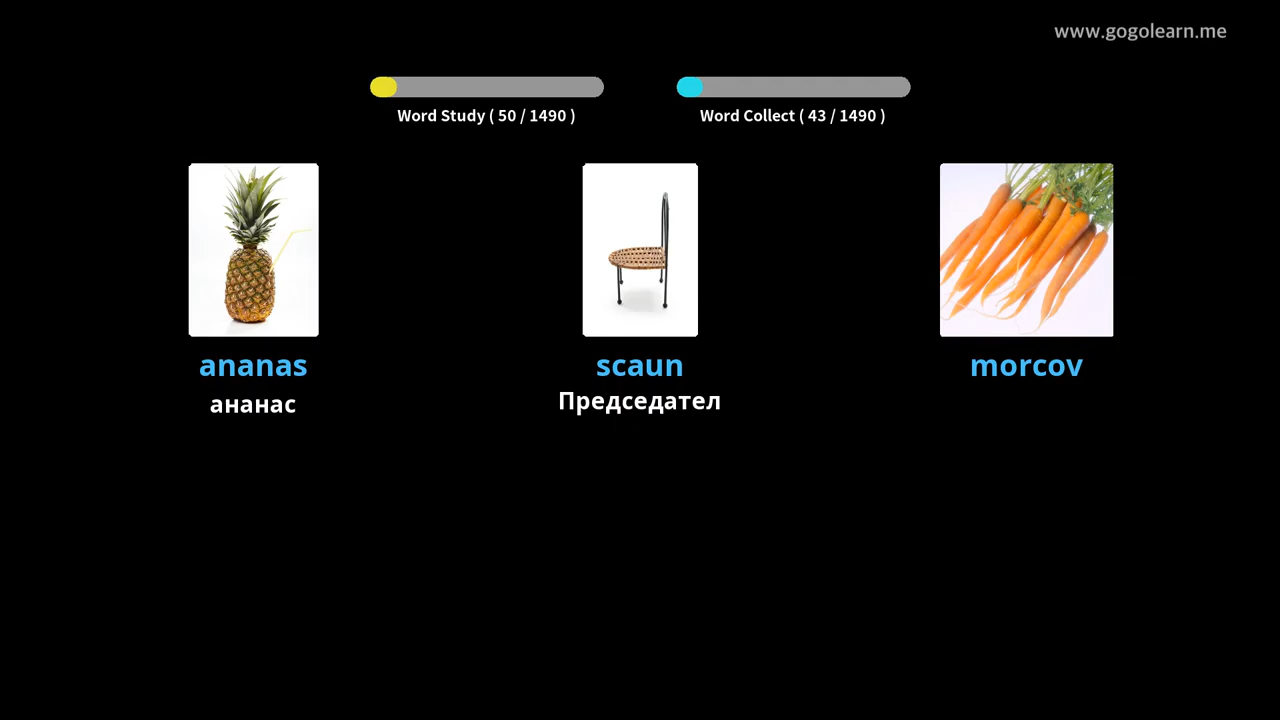 www.gogolearn.me
Word Study ( 50 / 1490 )
Word Collect ( 43 / 1490 )
ananas
scaun
morcov
ананас
Председател